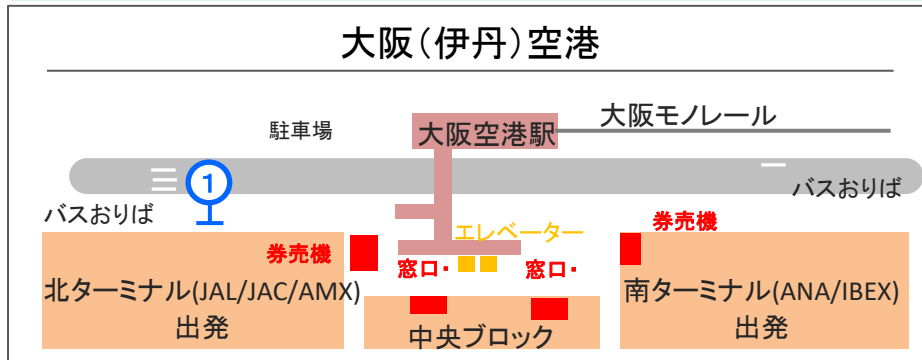 大阪(伊丹)空港
駐車場
大阪空港駅
大阪モノレール
1
バスおりば
バスおりば
券売機
エレベーター
券売機
窓口・
窓口・
北ターミナル(JAL/JAC/AMX)
出発
中央ブロック
南ターミナル(ANA/IBEX)
出発